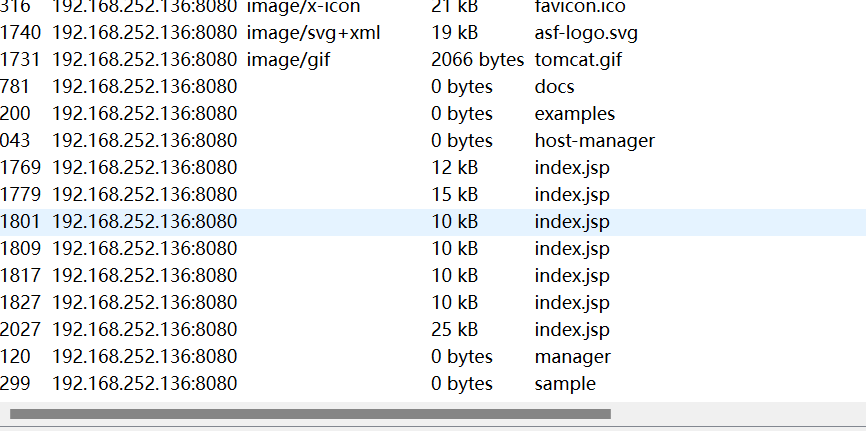 316 192.168.252.136:8080 image/x-icon 21 kB favicon.ico
1740 192.168.252.136:8080 image/svg+xml 19 kB asf-logo.svg
1731 192.168.252.136:8080 image/gif 2066 bytes tomcat.gif
781 192.168.252.136:8080 0 bytes docs
200 192.168.252.136:8080 0 bytes examples
043 192.168.252.136:8080 0 bytes host-manager
1769 192.168.252.136:8080 12 kB index.jsp
1779 192.168.252.136:8080 15 kB index.jsp
1801 192.168.252.136:8080 10 kB index.jsp
1809 192.168.252.136:8080 10 kB index.jsp
1817 192.168.252.136:8080 10 kB index.jsp
1827 192.168.252.136:8080 10 kB index.jsp
2027 192.168.252.136:8080 25 kB index.jsp
120 192.168.252.136:8080 0 bytes manager
299 192.168.252.136:8080 0 bytes sample